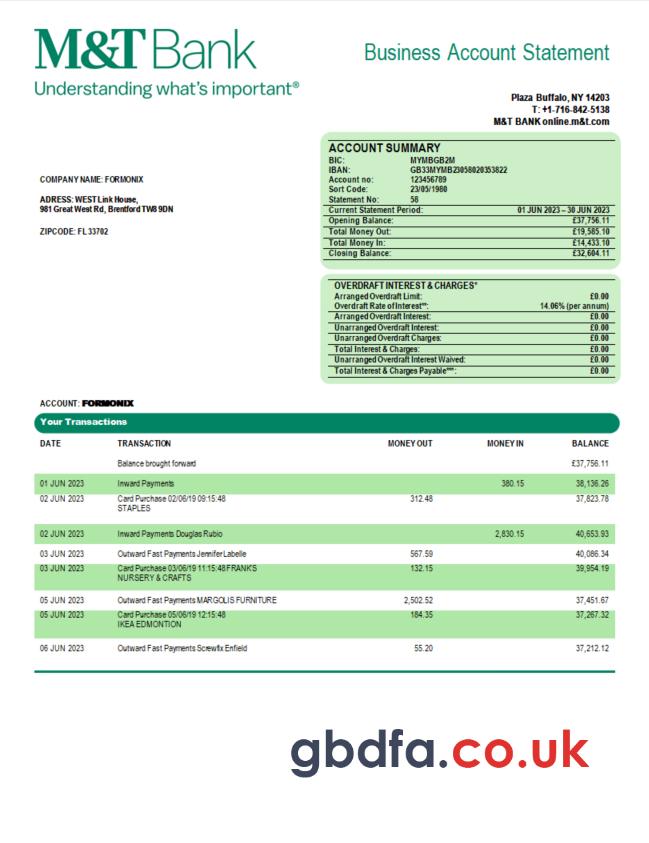 M&T Bank
Understanding what's important®
Business Account Statement
Plaza Buffalo, NY 14203
T: +1-716-842-5138
M&T BANK online.m&t.com
COMPANY NAME: FORMONIX
ADRESS: WEST Link House,
981 Great West Rd, Brentford TW8 9DN
ZIPCODE: FL 33702
ACCOUNT SUMMARY
BIC: MYMBGB2M
IBAN: GB33MYMB23058020353822
Account no: 123456789
Sort Code: 23/05/1980
Statement No: 58
Current Statement Period: 01 JUN 2023 – 30 JUN 2023
Opening Balance: £37,756.11
Total Money Out: £19,585.10
Total Money In: £14,433.10
Closing Balance: £32,604.11
OVERDRAFT INTEREST & CHARGES*
Arranged Overdraft Limit: £0.00
Overdraft Rate of Interest**: 14.06% (per annum)
Arranged Overdraft Interest: £0.00
Unarranged Overdraft Interest: £0.00
Unarranged Overdraft Charges: £0.00
Total Interest & Charges: £0.00
Unarranged Overdraft Interest Waived: £0.00
Total Interest & Charges Payable***: £0.00
ACCOUNT: FORMONIX
Your Transactions
DATE TRANSACTION MONEY OUT MONEY IN BALANCE
Balance brought forward £37,756.11
01 JUN 2023 Inward Payments 380.15 38,136.26
02 JUN 2023 Card Purchase 02/06/19 09:15:48 312.48 37,823.78
STAPLES
02 JUN 2023 Inward Payments Douglas Rubio 2,830.15 40,653.93
03 JUN 2023 Outward Fast Payments Jennifer Labelle 567.59 40,086.34
03 JUN 2023 Card Purchase 03/06/19 11:15:48 FRANKS 132.15 39,954.19
NURSERY & CRAFTS
05 JUN 2023 Outward Fast Payments MARGOLIS FURNITURE 2,502.52 37,451.67
05 JUN 2023 Card Purchase 05/06/19 12:15:48 184.35 37,267.32
IKEA EDMONTION
06 JUN 2023 Outward Fast Payments Screwfix Enfield 55.20 37,212.12
gbdfa.co.uk